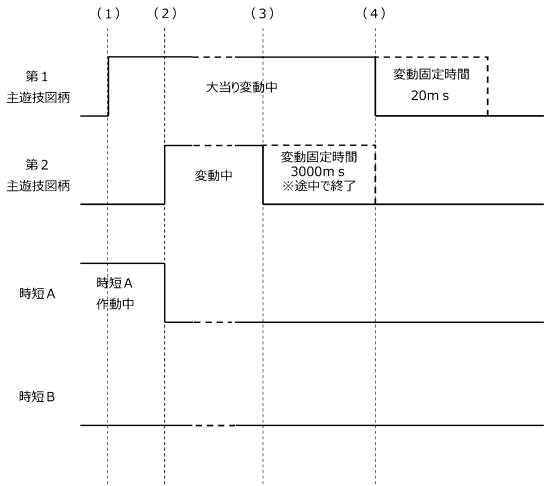 （１） （２） （３） （４）
第１
主遊技図柄
大当り変動中
変動固定時間
20ｍｓ
第２
主遊技図柄
変動中
変動固定時間
3000ｍｓ
※途中で終了
時短Ａ
時短Ａ
作動中
時短Ｂ